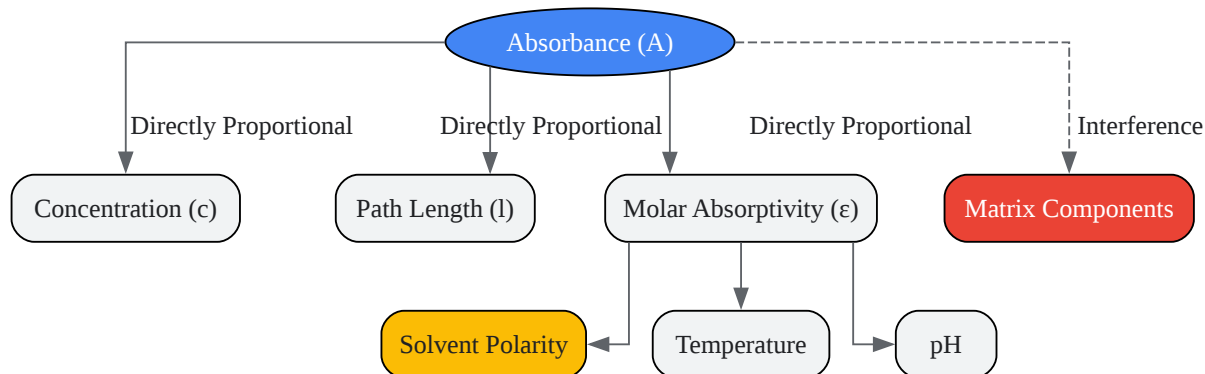 Absorbance (A)
Directly Proportional
Directly Proportional
Directly Proportional
Interference
Concentration (c)
Path Length (l)
Molar Absorptivity (ε)
Matrix Components
Solvent Polarity
Temperature
pH